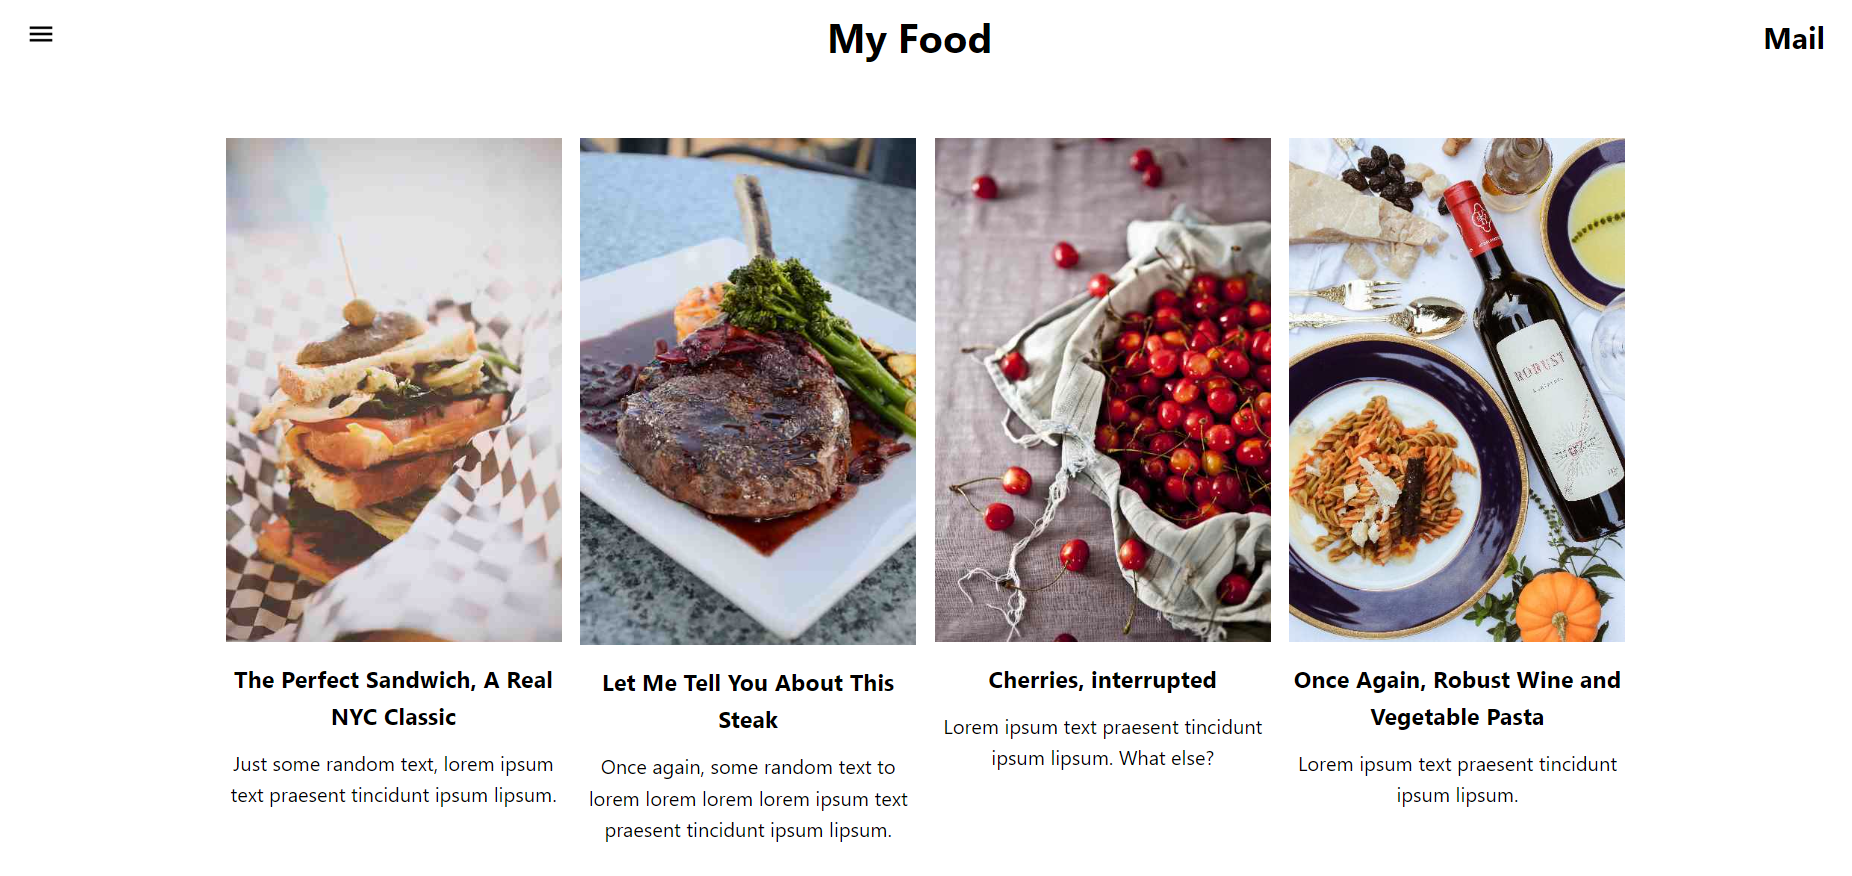 My Food
Mail
ROBUST
The Perfect Sandwich, A Real
NYC Classic
Just some random text, lorem ipsum
text praesent tincidunt ipsum lipsum.
Let Me Tell You About This
Steak
Once again, some random text to
lorem lorem lorem lorem ipsum text
praesent tincidunt ipsum lipsum.
Cherries, interrupted
Lorem ipsum text praesent tincidunt
ipsum lipsum. What else?
Once Again, Robust Wine and
Vegetable Pasta
Lorem ipsum text praesent tincidunt
ipsum lipsum.